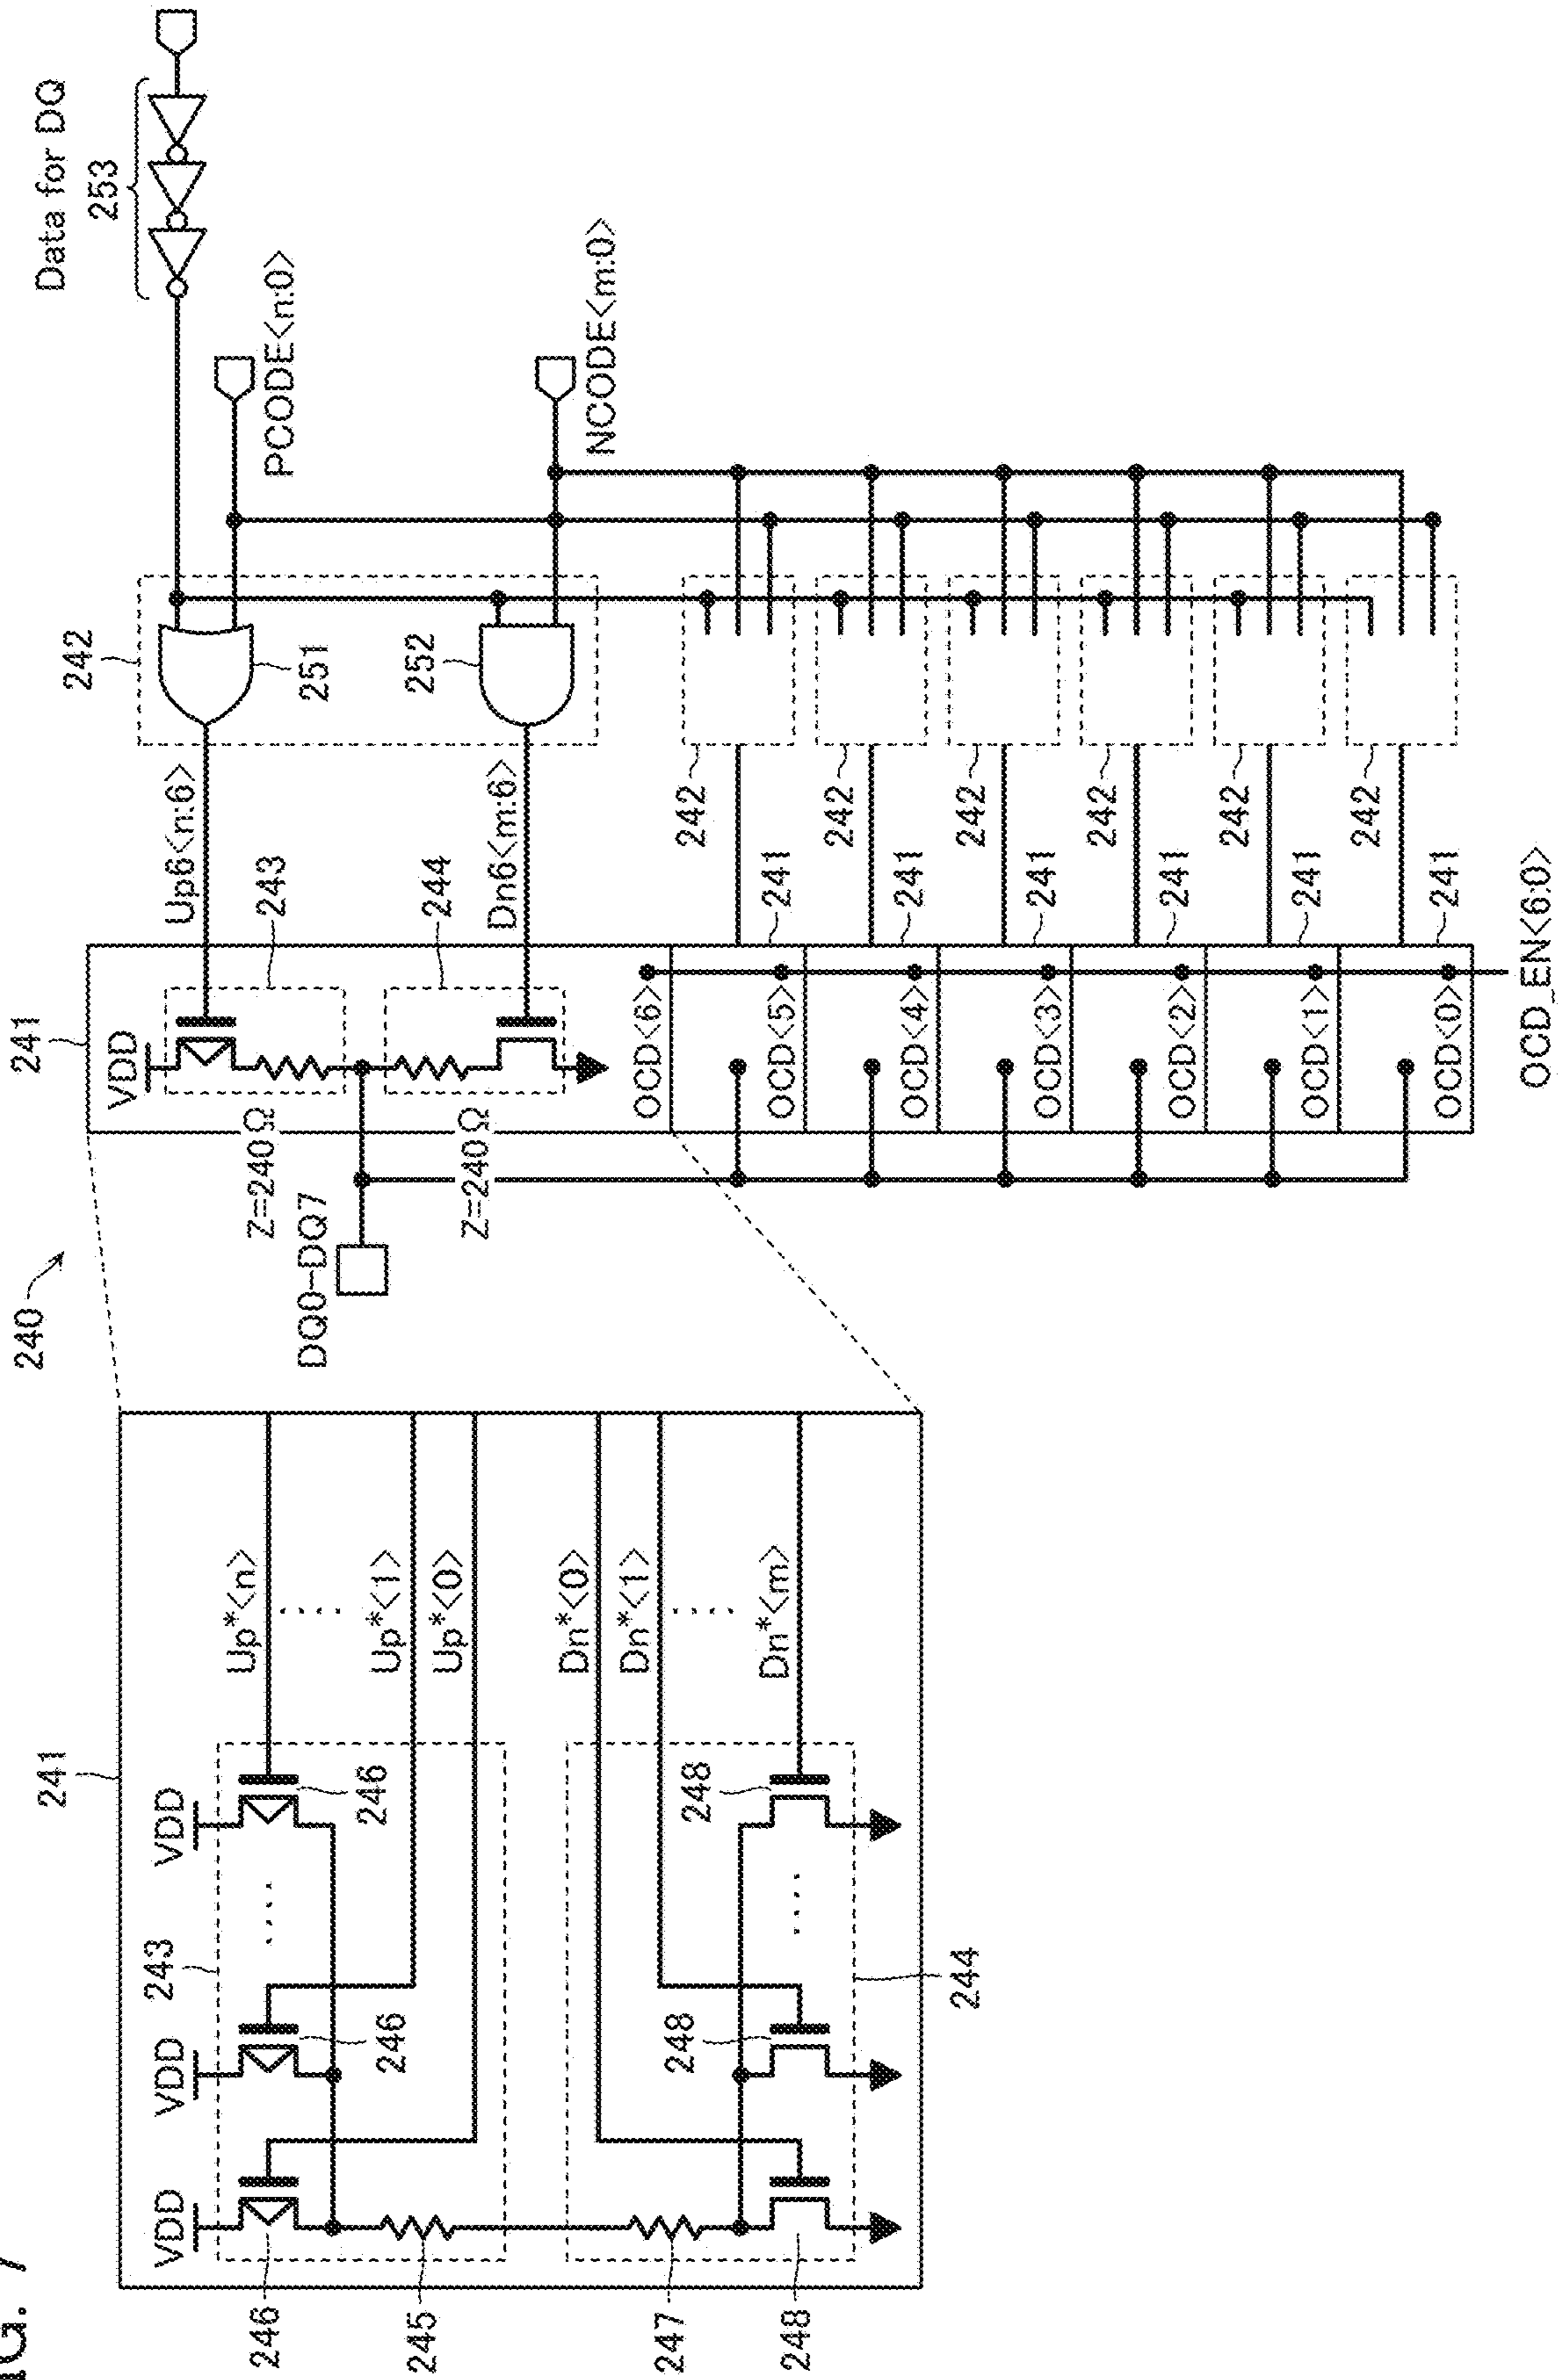 FIG. 7
240
241
VDD
VDD
VDD
243
246
246
246
245
247
248
248
248
244
Up*<n>
Up*<1>
Up*<0>
Dn*<0>
Dn*<1>
Dn*<m>
241
VDD
Z=240Ω
Z=240Ω
DQ0-DQ7
243
244
Up6<n:6>
Dn6<m:6>
242
251
252
Data for DQ
253
PCODE<n:0>
NCODE<m:0>
OCD<6>
OCD<5>
OCD<4>
OCD<3>
OCD<2>
OCD<1>
OCD<0>
241
241
241
241
241
241
242
242
242
242
242
242
OCD_EN<6:0>